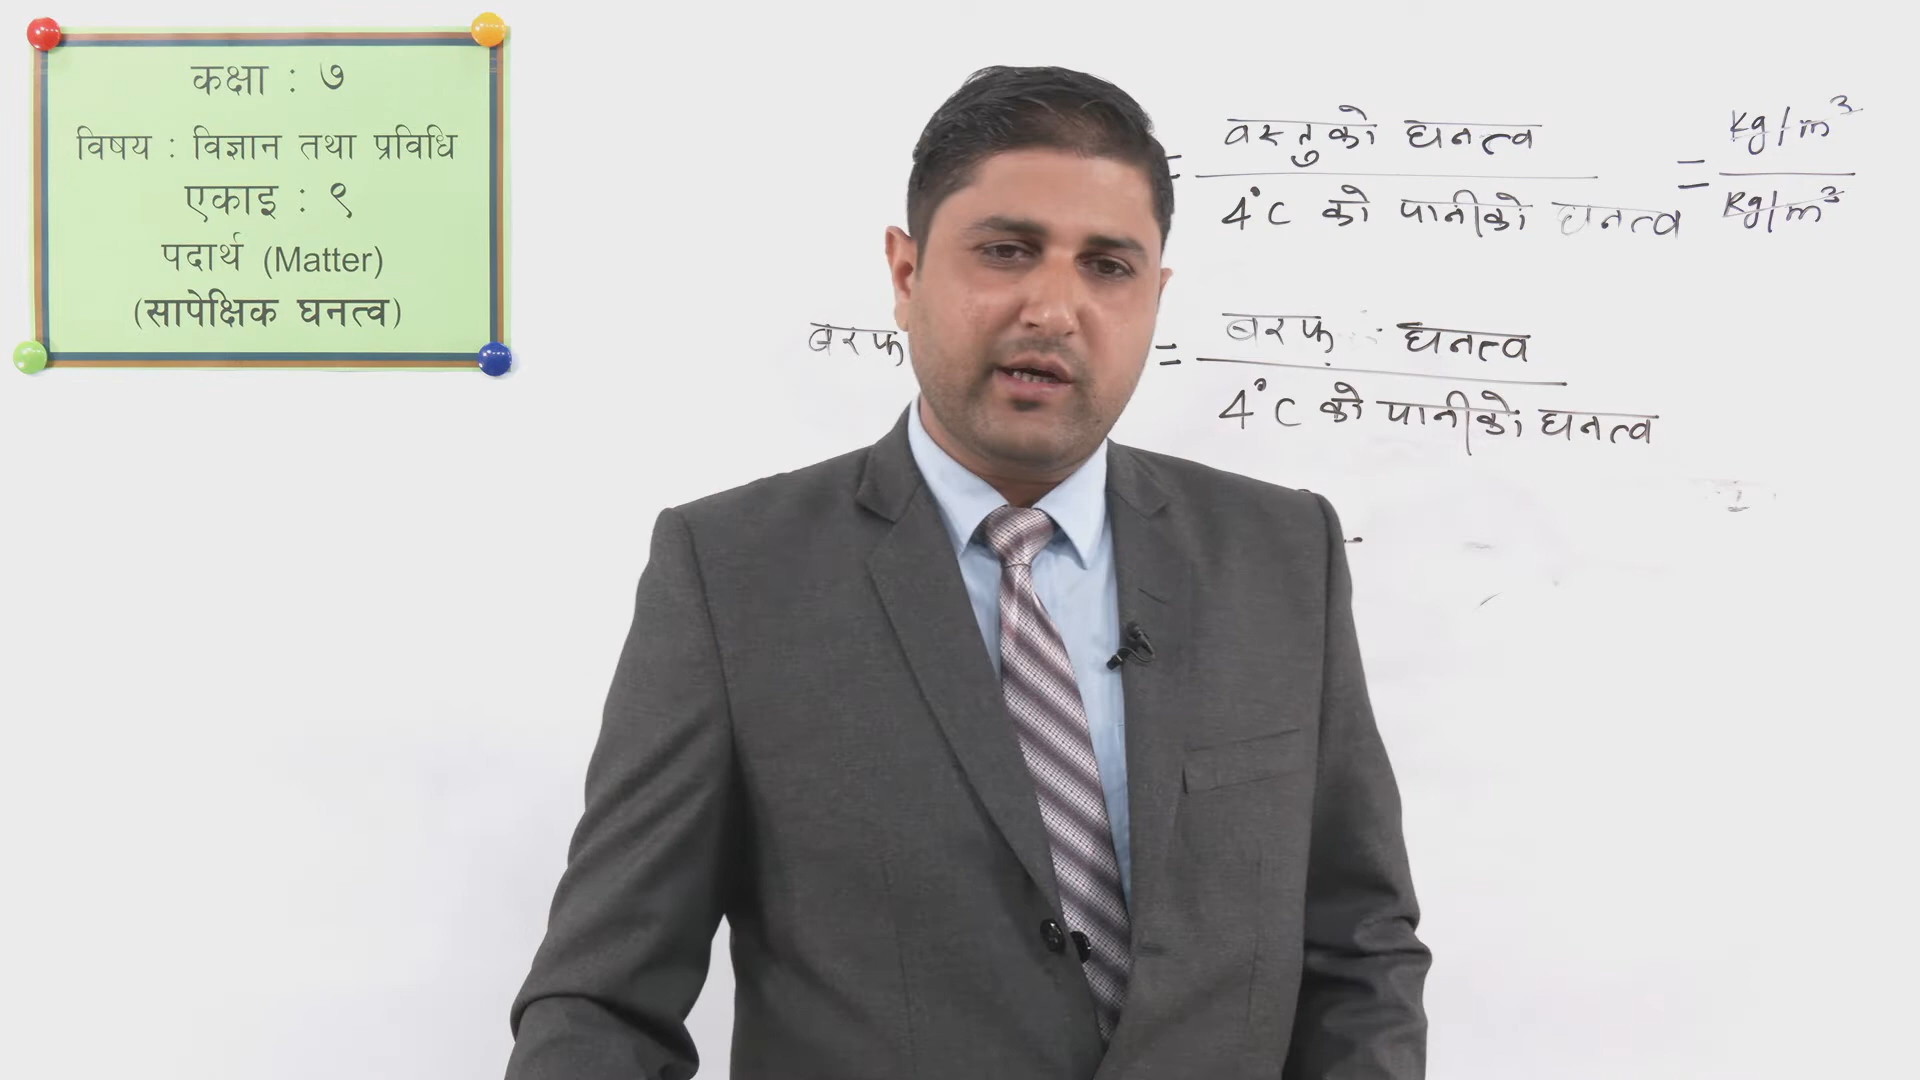 कक्षा : ७
विषय : विज्ञान तथा प्रविधि
एकाइ : ९
पदार्थ (Matter)
(सापेक्षिक घनत्व)
= वस्तुको घनत्व = kg/m³
4°C को पानीको घनत्व kg/m³
बरफ = बरफ घनत्व
4°C को पानीको घनत्व